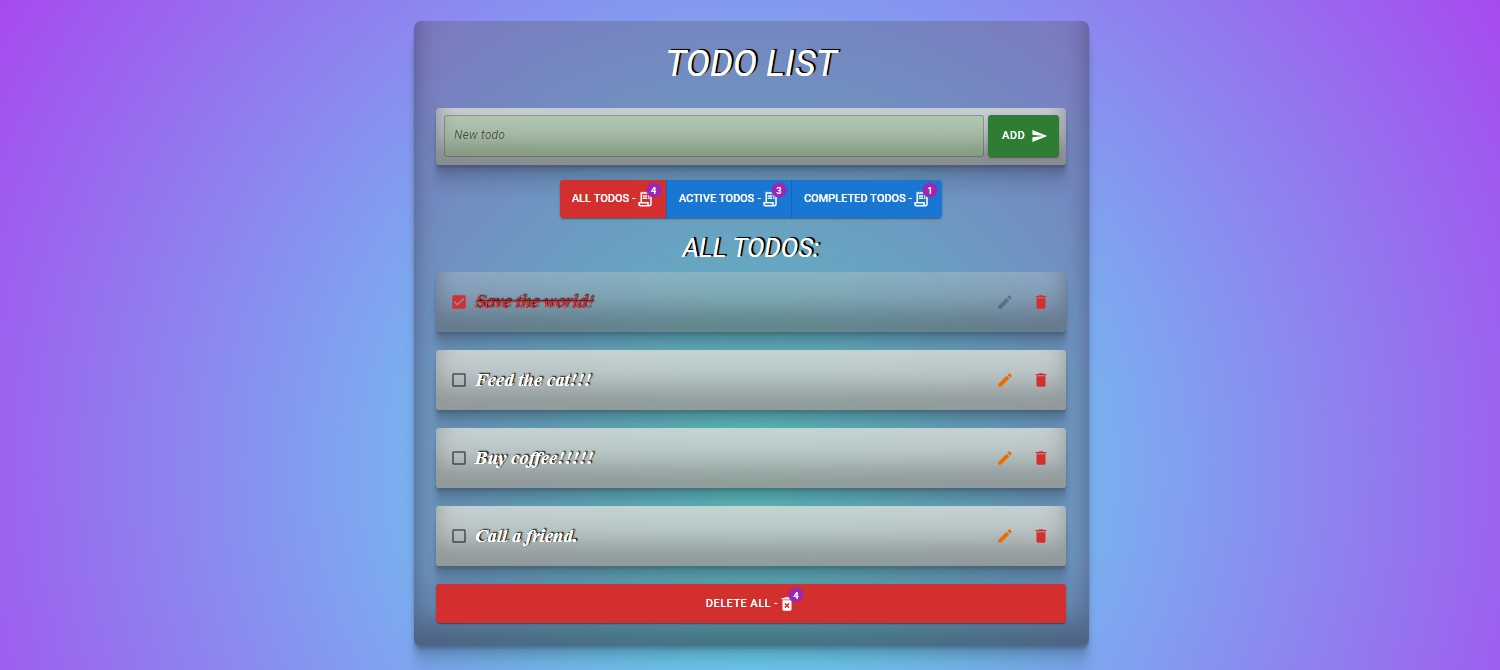 TODO LIST
New todo
ADD
ALL TODOS - 4 ACTIVE TODOS - 3 COMPLETED TODOS - 1
ALL TODOS:
Save the world!
Feed the cat!!!
Buy coffee!!!!!
Call a friend.
DELETE ALL - 4